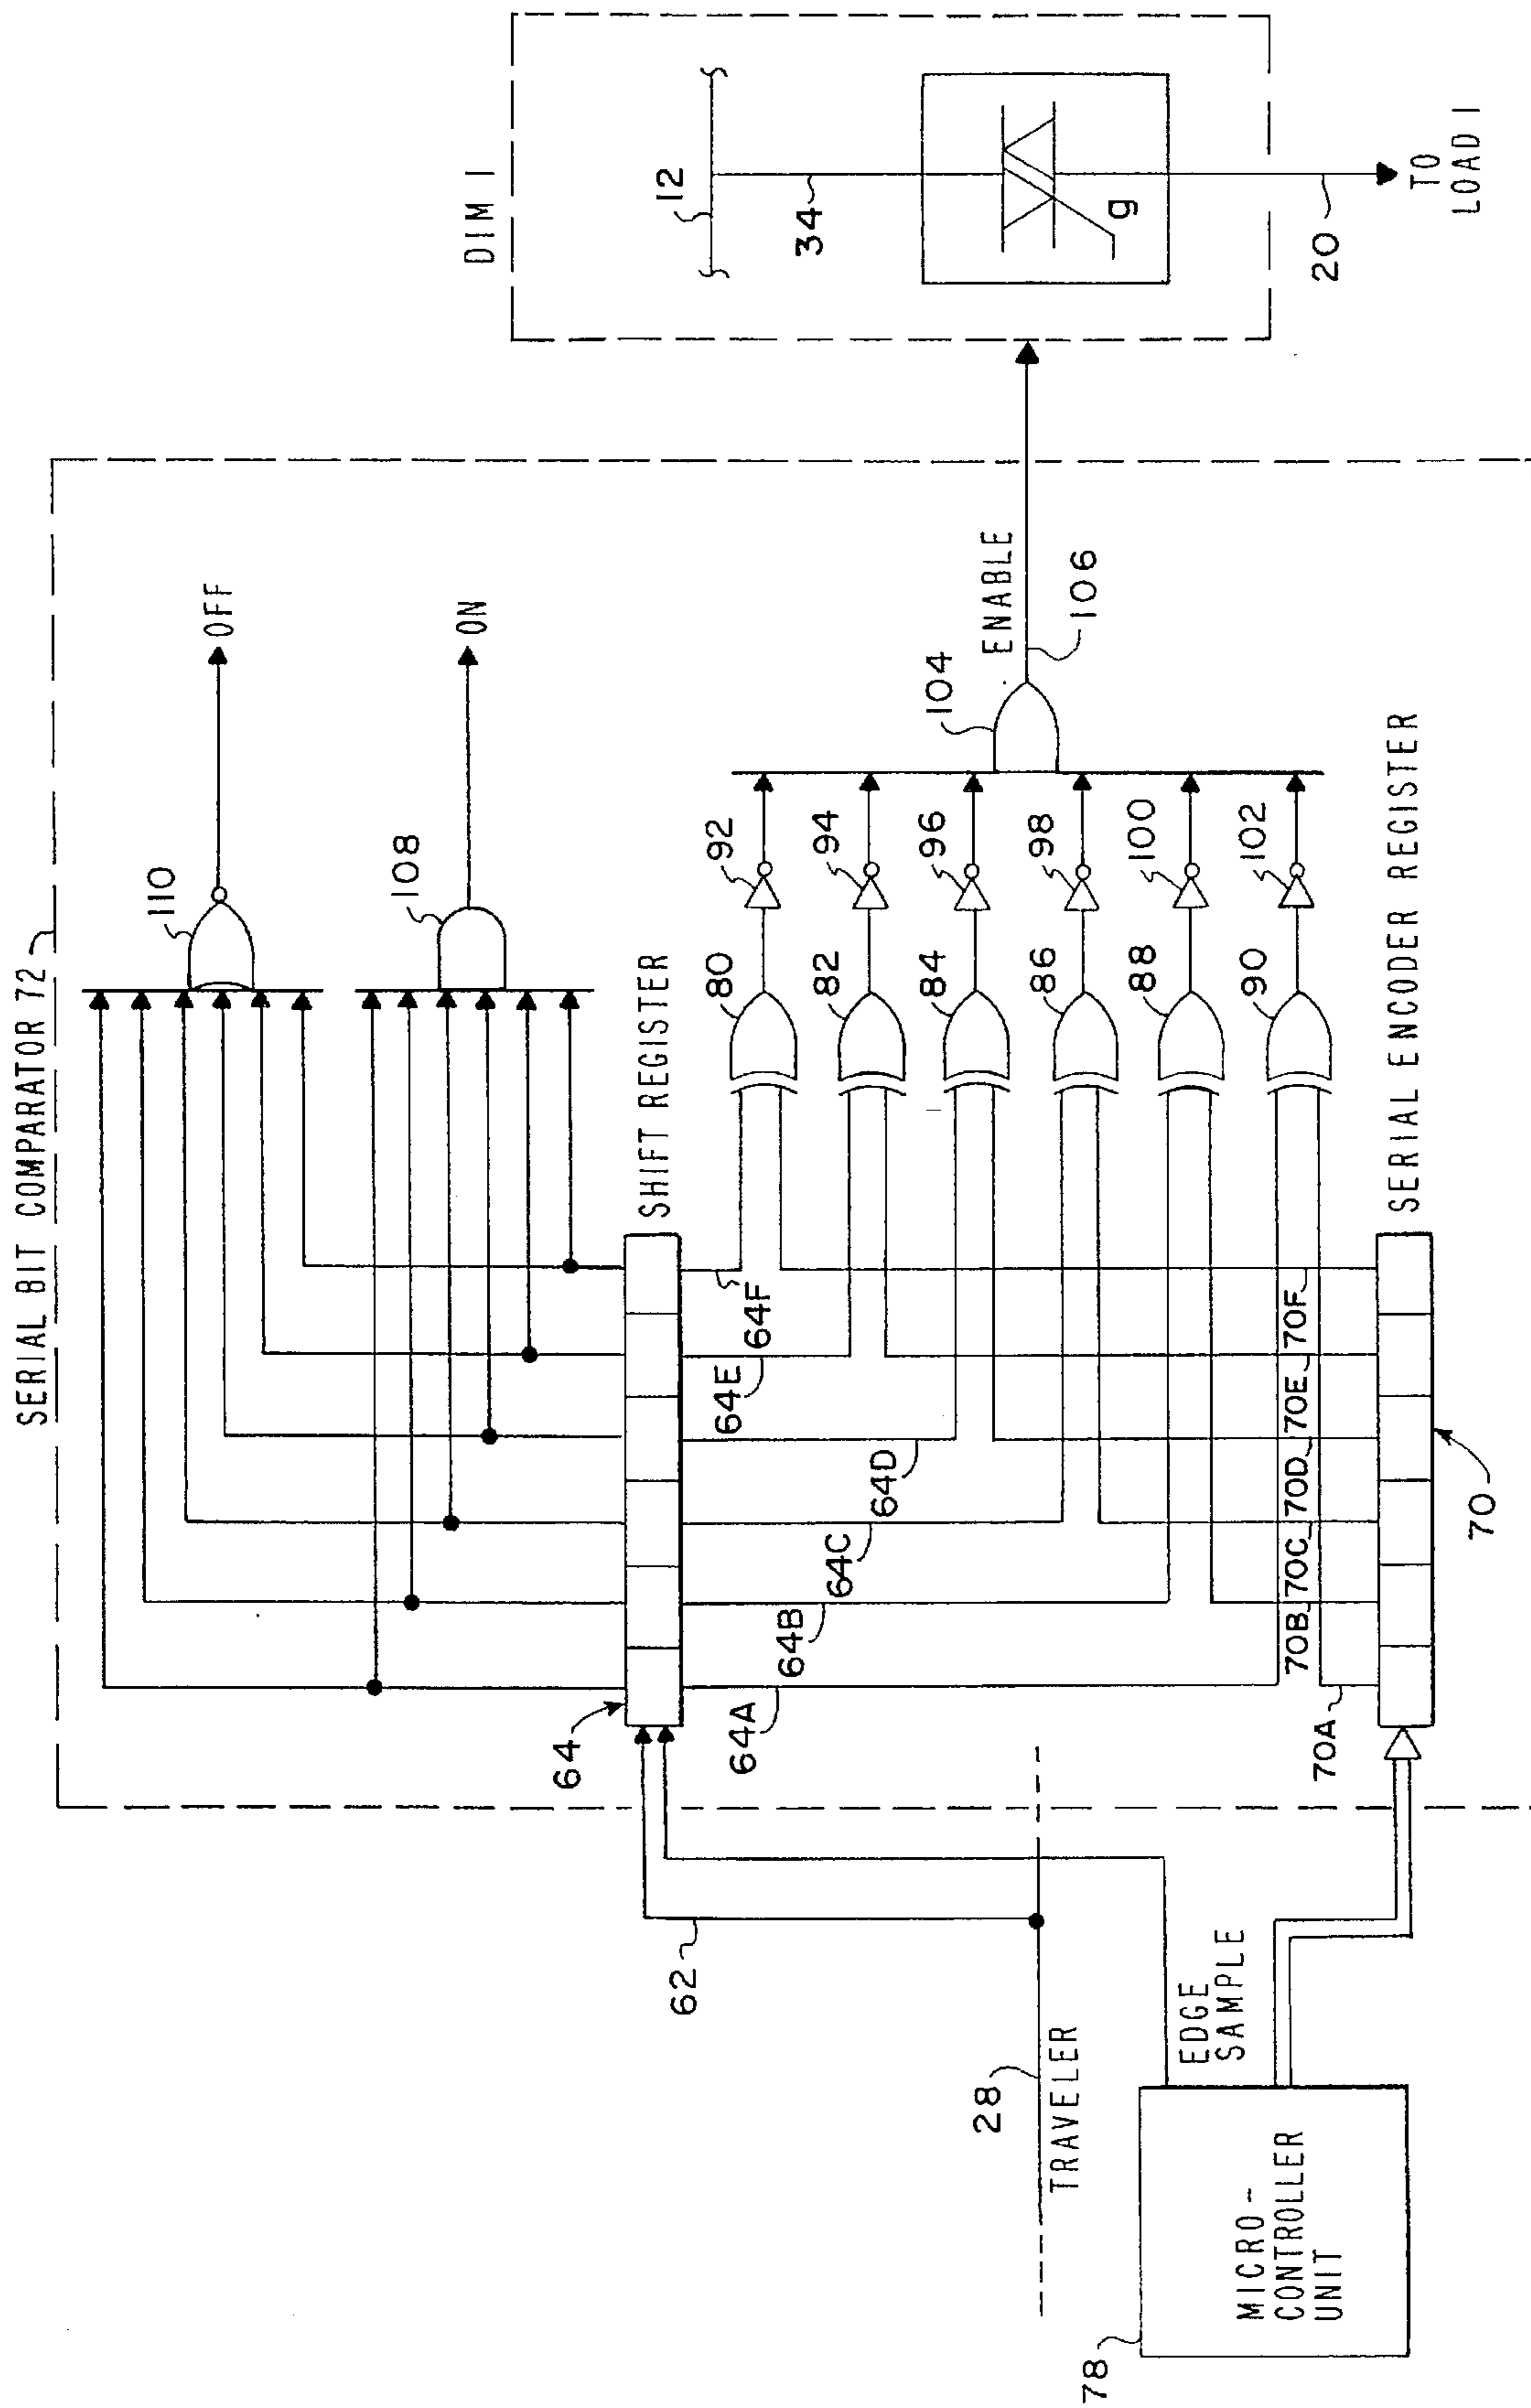 SERIAL BIT COMPARATOR 72
110
OFF
108
ON
DIM 1
12
34
g
20
TO
LOAD 1
64
SHIFT REGISTER
64A
64B
64C
64D
64E
64F
80
82
84
86
88
90
92
94
96
98
100
102
104
ENABLE
106
62
28
TRAVELER
EDGE
SAMPLE
78
MICRO-
CONTROLLER
UNIT
70A
70B
70C
70D
70E
70F
70
SERIAL ENCODER REGISTER